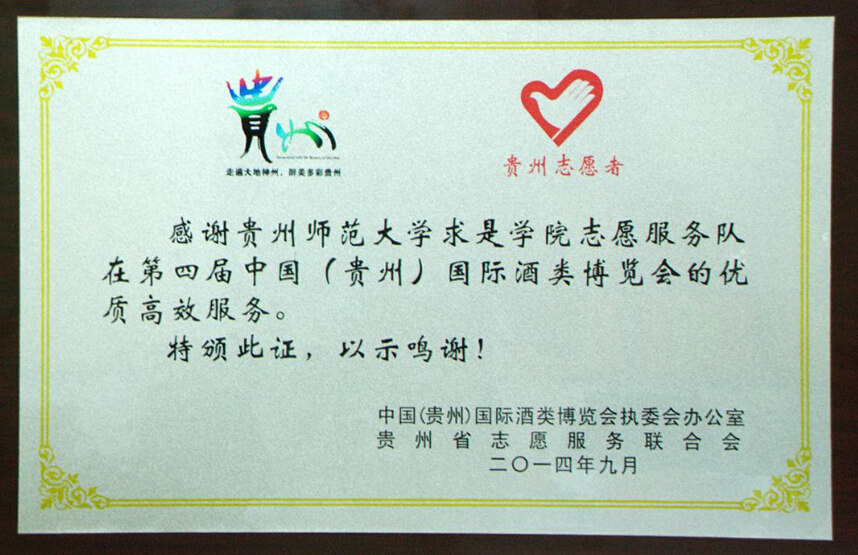 贵州
走遍大地神州，醉美多彩贵州
贵州志愿者
感谢贵州师范大学求是学院志愿服务队
在第四届中国（贵州）国际酒类博览会的优
质高效服务。
特颁此证，以示鸣谢！
中国(贵州)国际酒类博览会执委会办公室
贵州省志愿服务联合会
二〇一四年九月